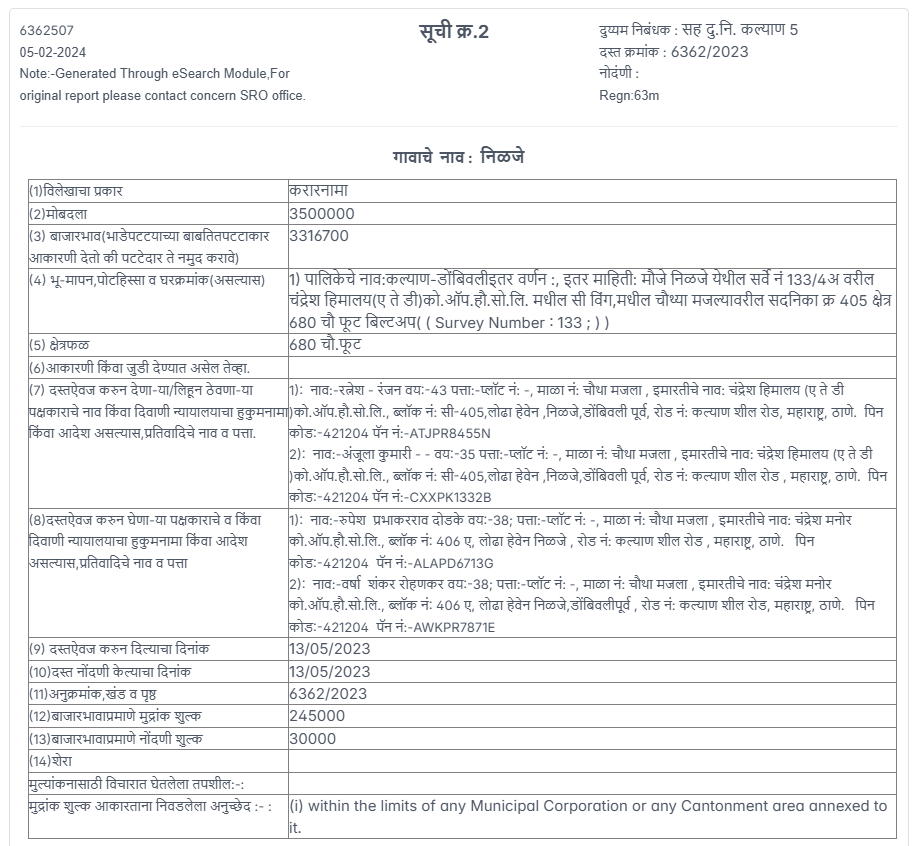 6362507
05-02-2024
Note:-Generated Through eSearch Module,For
original report please contact concern SRO office.
सूची क्र.2
दुय्यम निबंधक : सह दु.नि. कल्याण 5
दस्त क्रमांक : 6362/2023
नोदंणी :
Regn:63m
गावाचे नाव : निळजे
(1)विलेखाचा प्रकार
करारनामा
(2)मोबदला
3500000
(3) बाजारभाव(भाडेपटटयाच्या बाबतितपटटाकार
आकारणी देतो की पटटेदार ते नमुद करावे)
3316700
(4) भू-मापन,पोटहिस्सा व घरक्रमांक(असल्यास)
1) पालिकेचे नाव:कल्याण-डोंबिवलीइतर वर्णन :, इतर माहिती: मौजे निळजे येथील सर्वे नं 133/4अ वरील
चंद्रेश हिमालय(ए ते डी)को.ऑप.हौ.सो.लि. मधील सी विंग,मधील चौथ्या मजल्यावरील सदनिका क्र 405 क्षेत्र
680 चौ फूट बिल्टअप( ( Survey Number : 133 ; ) )
(5) क्षेत्रफळ
680 चौ.फूट
(6)आकारणी किंवा जुडी देण्यात असेल तेव्हा.
(7) दस्तऐवज करुन देणा-या/लिहून ठेवणा-या
पक्षकाराचे नाव किंवा दिवाणी न्यायालयाचा हुकुमनामा
किंवा आदेश असल्यास,प्रतिवादिचे नाव व पत्ता.
1): नाव:-रत्नेश - रंजन वय:-43 पत्ता:-प्लॉट नं: -, माळा नं: चौथा मजला , इमारतीचे नाव: चंद्रेश हिमालय (ए ते डी
)को.ऑप.हौ.सो.लि., ब्लॉक नं: सी-405,लोढा हेवेन ,निळजे,डोंबिवली पूर्व, रोड नं: कल्याण शील रोड, महाराष्ट्र, ठाणे. पिन
कोड:-421204 पॅन नं:-ATJPR8455N
2): नाव:-अंजूला कुमारी - - वय:-35 पत्ता:-प्लॉट नं: -, माळा नं: चौथा मजला , इमारतीचे नाव: चंद्रेश हिमालय (ए ते डी
)को.ऑप.हौ.सो.लि., ब्लॉक नं: सी-405,लोढा हेवेन ,निळजे,डोंबिवली पूर्व, रोड नं: कल्याण शील रोड , महाराष्ट्र, ठाणे. पिन
कोड:-421204 पॅन नं:-CXXPK1332B
(8)दस्तऐवज करुन घेणा-या पक्षकाराचे व किंवा
दिवाणी न्यायालयाचा हुकुमनामा किंवा आदेश
असल्यास,प्रतिवादिचे नाव व पत्ता
1): नाव:-रुपेश प्रभाकरराव दोडके वय:-38; पत्ता:-प्लॉट नं: -, माळा नं: चौथा मजला , इमारतीचे नाव: चंद्रेश मनोर
को.ऑप.हौ.सो.लि., ब्लॉक नं: 406 ए, लोढा हेवेन निळजे , रोड नं: कल्याण शील रोड , महाराष्ट्र, ठाणे. पिन
कोड:-421204 पॅन नं:-ALAPD6713G
2): नाव:-वर्षा शंकर रोहणकर वय:-38; पत्ता:-प्लॉट नं: -, माळा नं: चौथा मजला , इमारतीचे नाव: चंद्रेश मनोर
को.ऑप.हौ.सो.लि., ब्लॉक नं: 406 ए, लोढा हेवेन निळजे,डोंबिवलीपूर्व , रोड नं: कल्याण शील रोड, महाराष्ट्र, ठाणे. पिन
कोड:-421204 पॅन नं:-AWKPR7871E
(9) दस्तऐवज करुन दिल्याचा दिनांक
13/05/2023
(10)दस्त नोंदणी केल्याचा दिनांक
13/05/2023
(11)अनुक्रमांक,खंड व पृष्ठ
6362/2023
(12)बाजारभावाप्रमाणे मुद्रांक शुल्क
245000
(13)बाजारभावाप्रमाणे नोंदणी शुल्क
30000
(14)शेरा
मुल्यांकनासाठी विचारात घेतलेला तपशील:-:
मुद्रांक शुल्क आकारताना निवडलेला अनुच्छेद :- :
(i) within the limits of any Municipal Corporation or any Cantonment area annexed to
it.